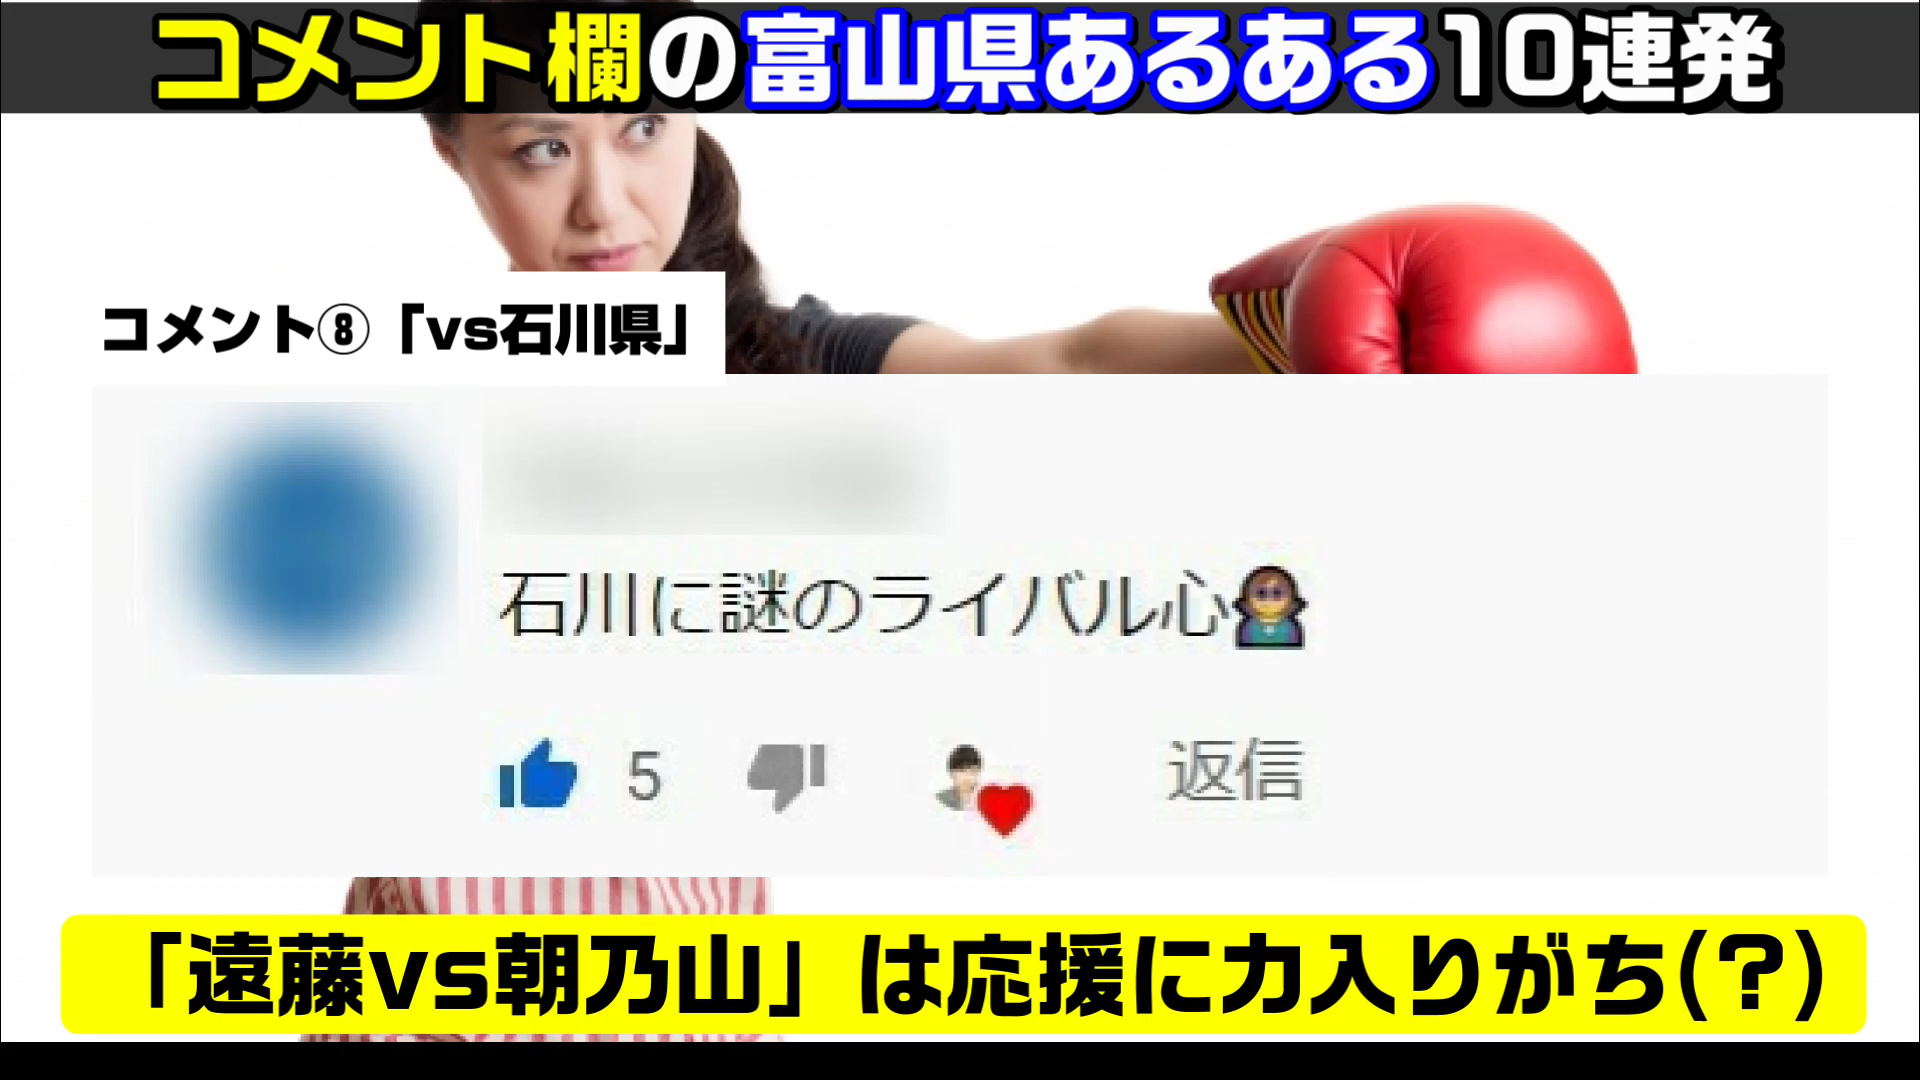 コメント欄の富山県あるある10連発
コメント⑧「vs石川県」
石川に謎のライバル心
5
返信
「遠藤vs朝乃山」は応援に力入りがち(?)